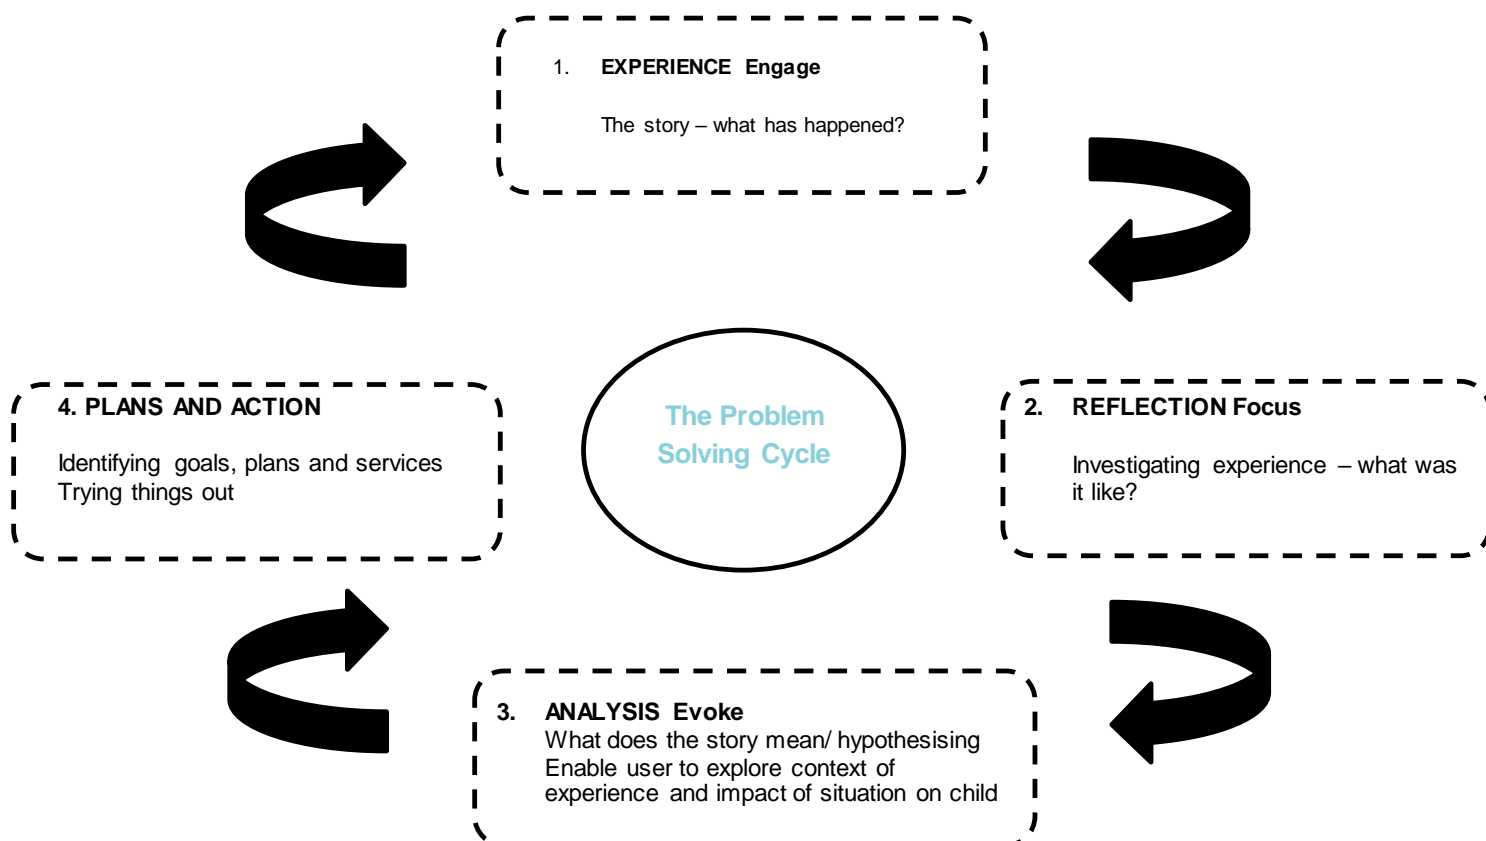 1. EXPERIENCE Engage
The story – what has happened?
The Problem
Solving Cycle
4. PLANS AND ACTION
Identifying goals, plans and services
Trying things out
2. REFLECTION Focus
Investigating experience – what was
it like?
3. ANALYSIS Evoke
What does the story mean/ hypothesising
Enable user to explore context of
experience and impact of situation on child